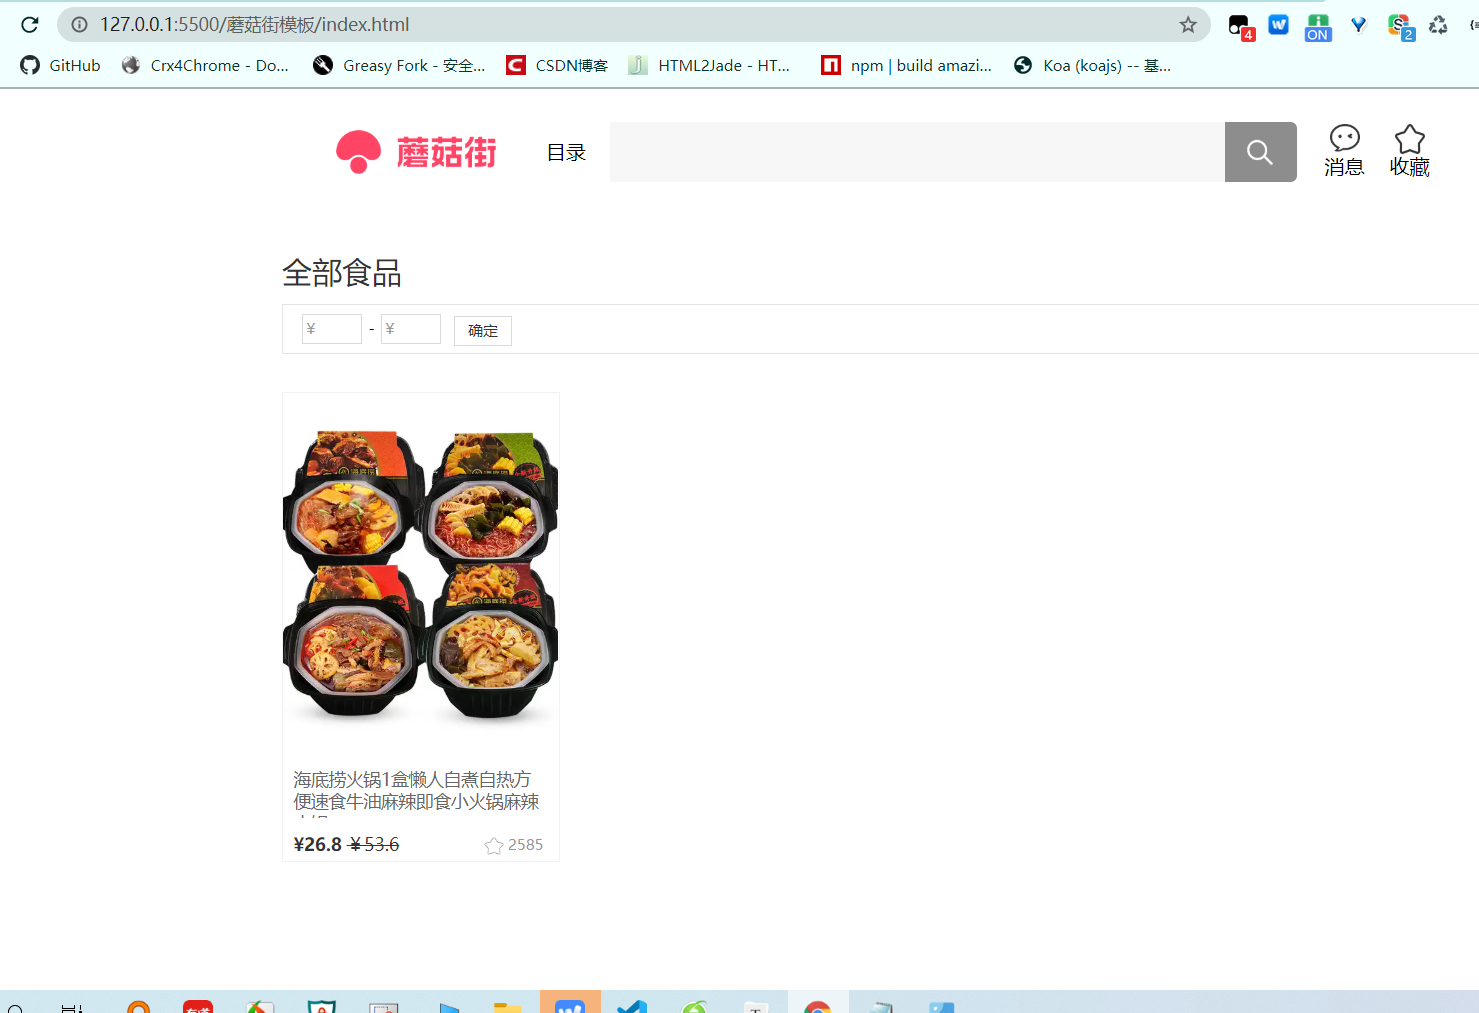 127.0.0.1:5500/蘑菇街模板/index.html
4
ON
2
GitHub
Crx4Chrome - Do...
Greasy Fork - 安全...
CSDN博客
HTML2Jade - HT...
npm | build amazi...
Koa (koajs) -- 基...
蘑菇街
目录
消息
收藏
全部食品
¥ - ¥ 确定
海底捞火锅1盒懒人自煮自热方
便速食牛油麻辣即食小火锅麻辣
¥26.8 ¥53.6
2585